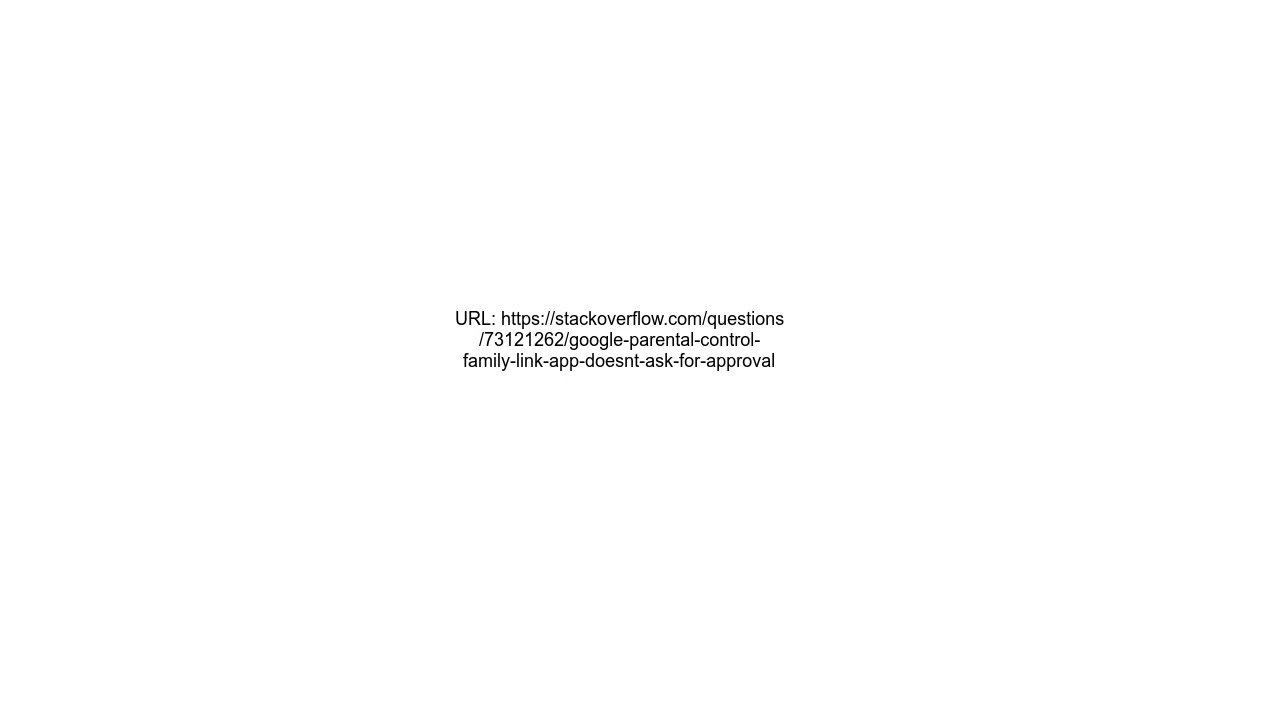 URL: https://stackoverflow.com/questions
/73121262/google-parental-control-
family-link-app-doesnt-ask-for-approval